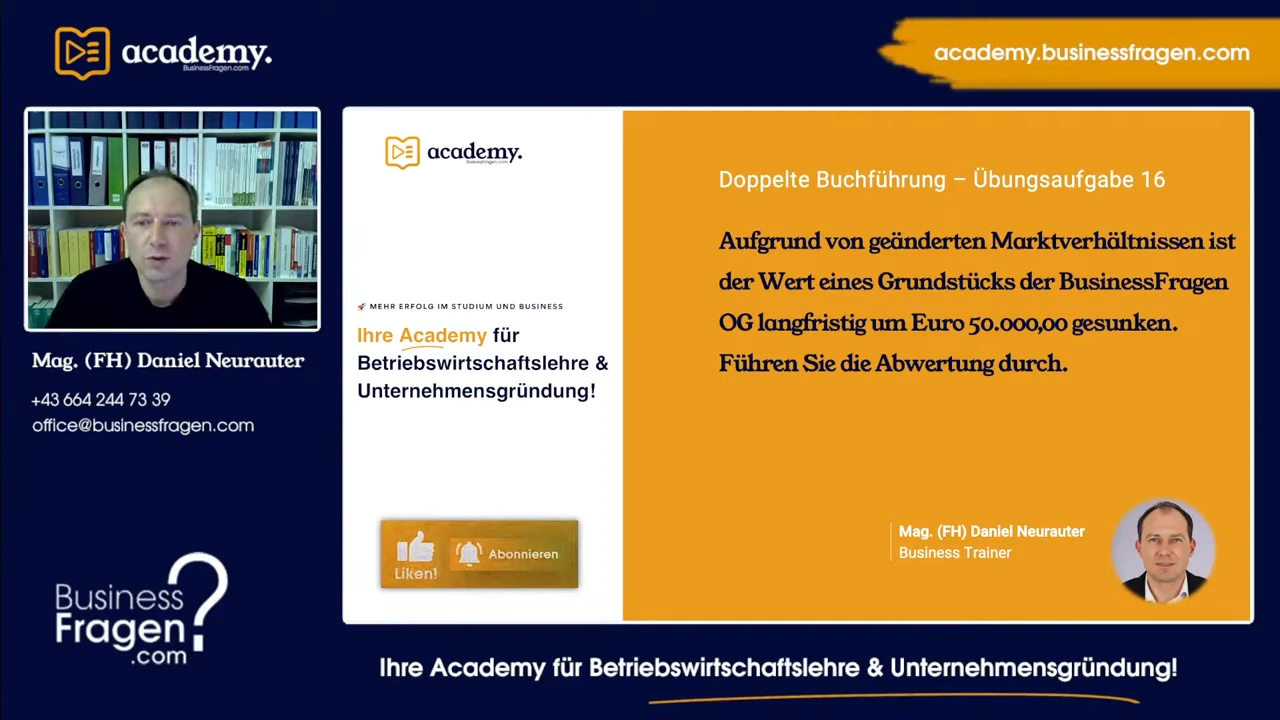 academy.
BusinessFragen.com
academy.businessfragen.com
Mag. (FH) Daniel Neurauter
+43 664 244 73 39
office@businessfragen.com
Business
Fragen
.com
?
academy.
BusinessFragen.com
MEHR ERFOLG IM STUDIUM UND BUSINESS
Ihre Academy für
Betriebswirtschaftslehre &
Unternehmensgründung!
Liken!
Abonnieren
Doppelte Buchführung – Übungsaufgabe 16
Aufgrund von geänderten Marktverhältnissen ist
der Wert eines Grundstücks der BusinessFragen
OG langfristig um Euro 50.000,00 gesunken.
Führen Sie die Abwertung durch.
Mag. (FH) Daniel Neurauter
Business Trainer
Ihre Academy für Betriebswirtschaftslehre & Unternehmensgründung!